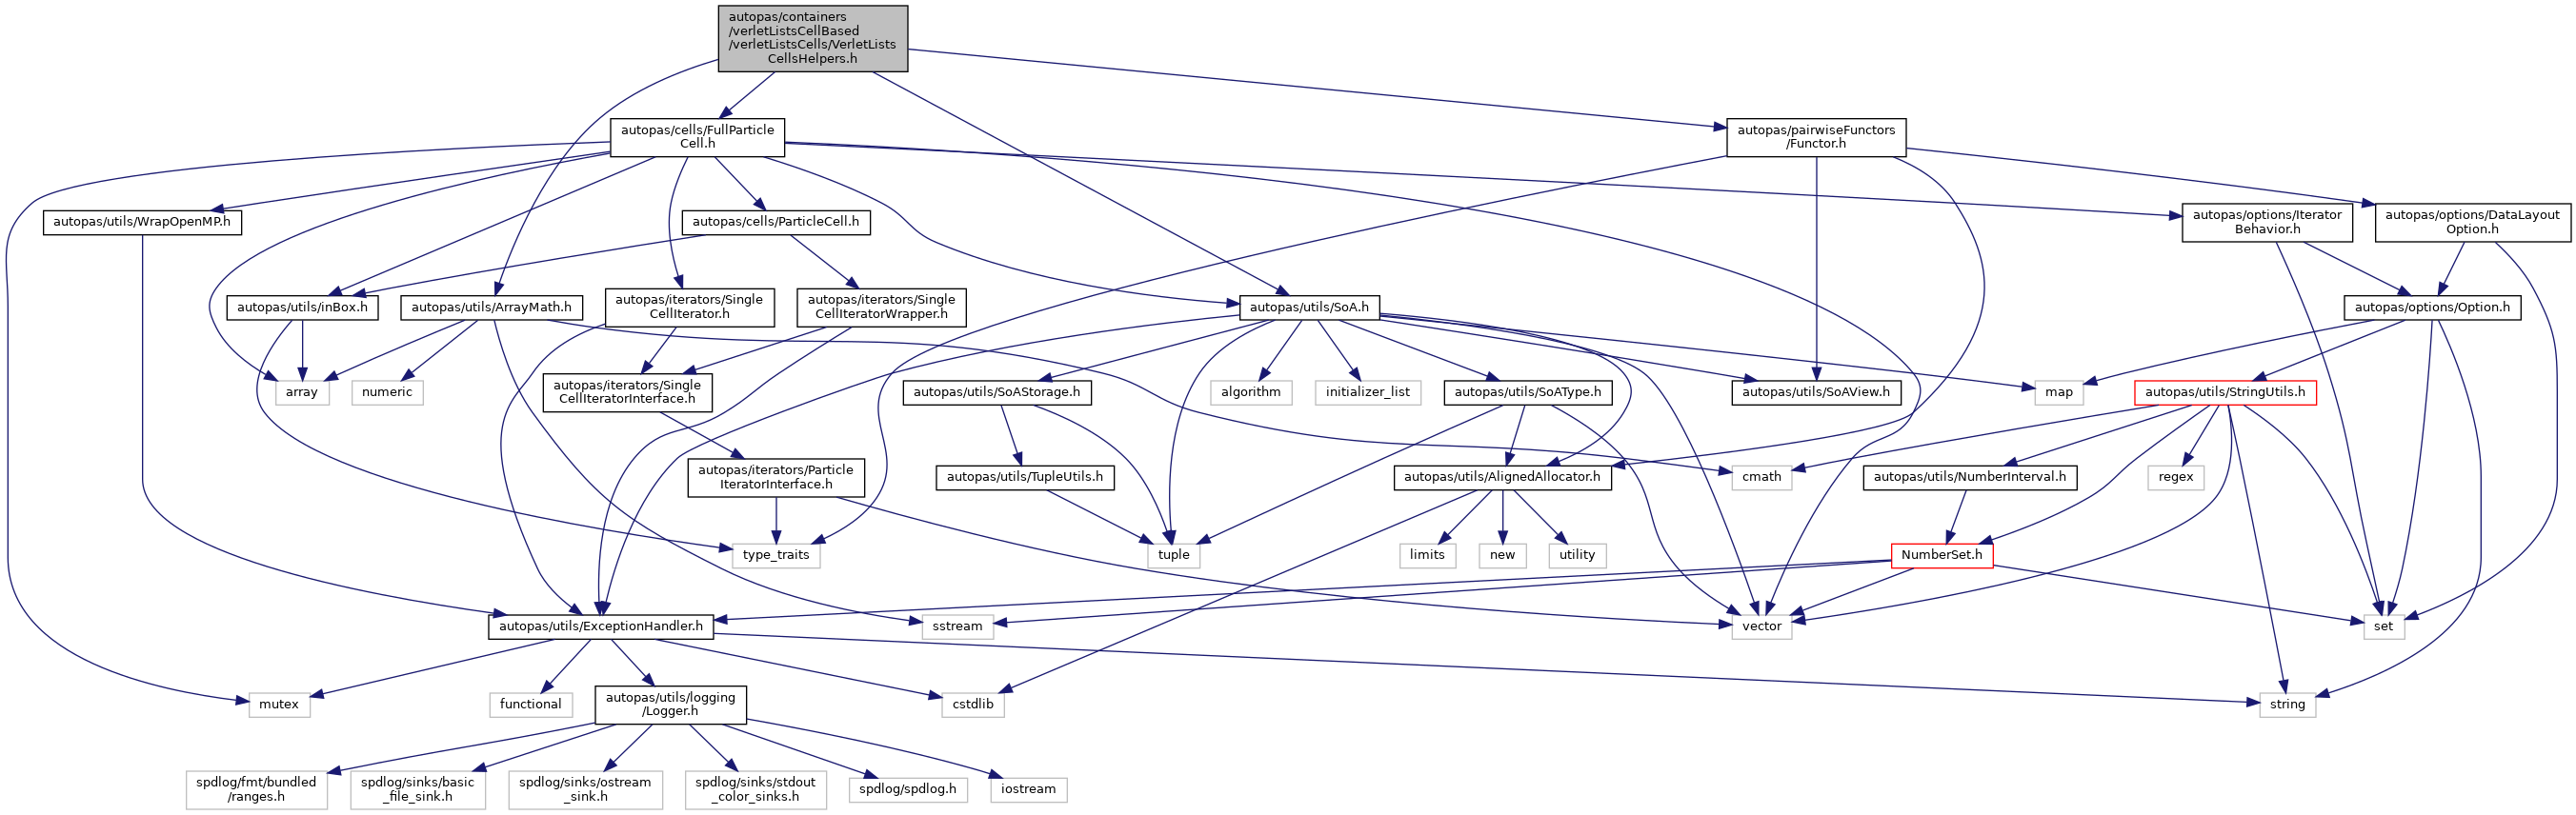 autopas/containers
/verletListsCellBased
/verletListsCells/VerletLists
CellsHelpers.h
autopas/cells/FullParticle
Cell.h
autopas/pairwiseFunctors
/Functor.h
autopas/utils/WrapOpenMP.h
autopas/cells/ParticleCell.h
autopas/options/Iterator
Behavior.h
autopas/options/DataLayout
Option.h
autopas/utils/inBox.h
autopas/utils/ArrayMath.h
autopas/iterators/Single
CellIterator.h
autopas/iterators/Single
CellIteratorWrapper.h
autopas/utils/SoA.h
autopas/options/Option.h
array
numeric
autopas/iterators/Single
CellIteratorInterface.h
autopas/utils/SoAStorage.h
algorithm
initializer_list
autopas/utils/SoAType.h
autopas/utils/SoAView.h
map
autopas/utils/StringUtils.h
autopas/iterators/Particle
IteratorInterface.h
autopas/utils/TupleUtils.h
autopas/utils/AlignedAllocator.h
cmath
autopas/utils/NumberInterval.h
regex
type_traits
tuple
limits
new
utility
NumberSet.h
autopas/utils/ExceptionHandler.h
sstream
vector
set
mutex
functional
autopas/utils/logging
/Logger.h
cstdlib
string
spdlog/fmt/bundled
/ranges.h
spdlog/sinks/basic
_file_sink.h
spdlog/sinks/ostream
_sink.h
spdlog/sinks/stdout
_color_sinks.h
spdlog/spdlog.h
iostream